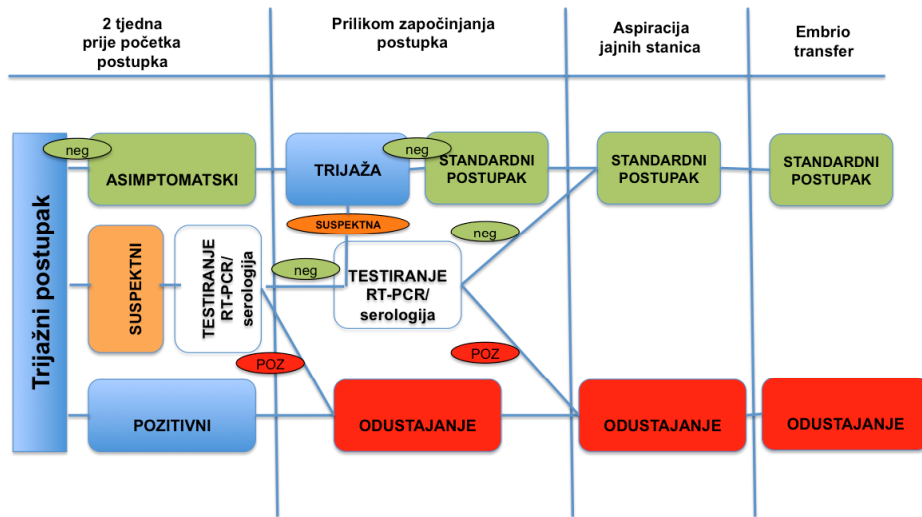 2 tjedna
prije početka
postupka
Prilikom započinjanja
postupka
Aspiracija
jajnih stanica
Embrio
transfer
Trijažni postupak
neg
ASIMPTOMATSKI
TRIJAŽA
neg
STANDARDNI
POSTUPAK
STANDARDNI
POSTUPAK
STANDARDNI
POSTUPAK
SUSPEKTNI
TESTIRANJE
RT-PCR/
serologija
neg
SUSPEKTNA
TESTIRANJE
RT-PCR/
serologija
neg
POZ
POZ
POZITIVNI
ODUSTAJANJE
ODUSTAJANJE
ODUSTAJANJE